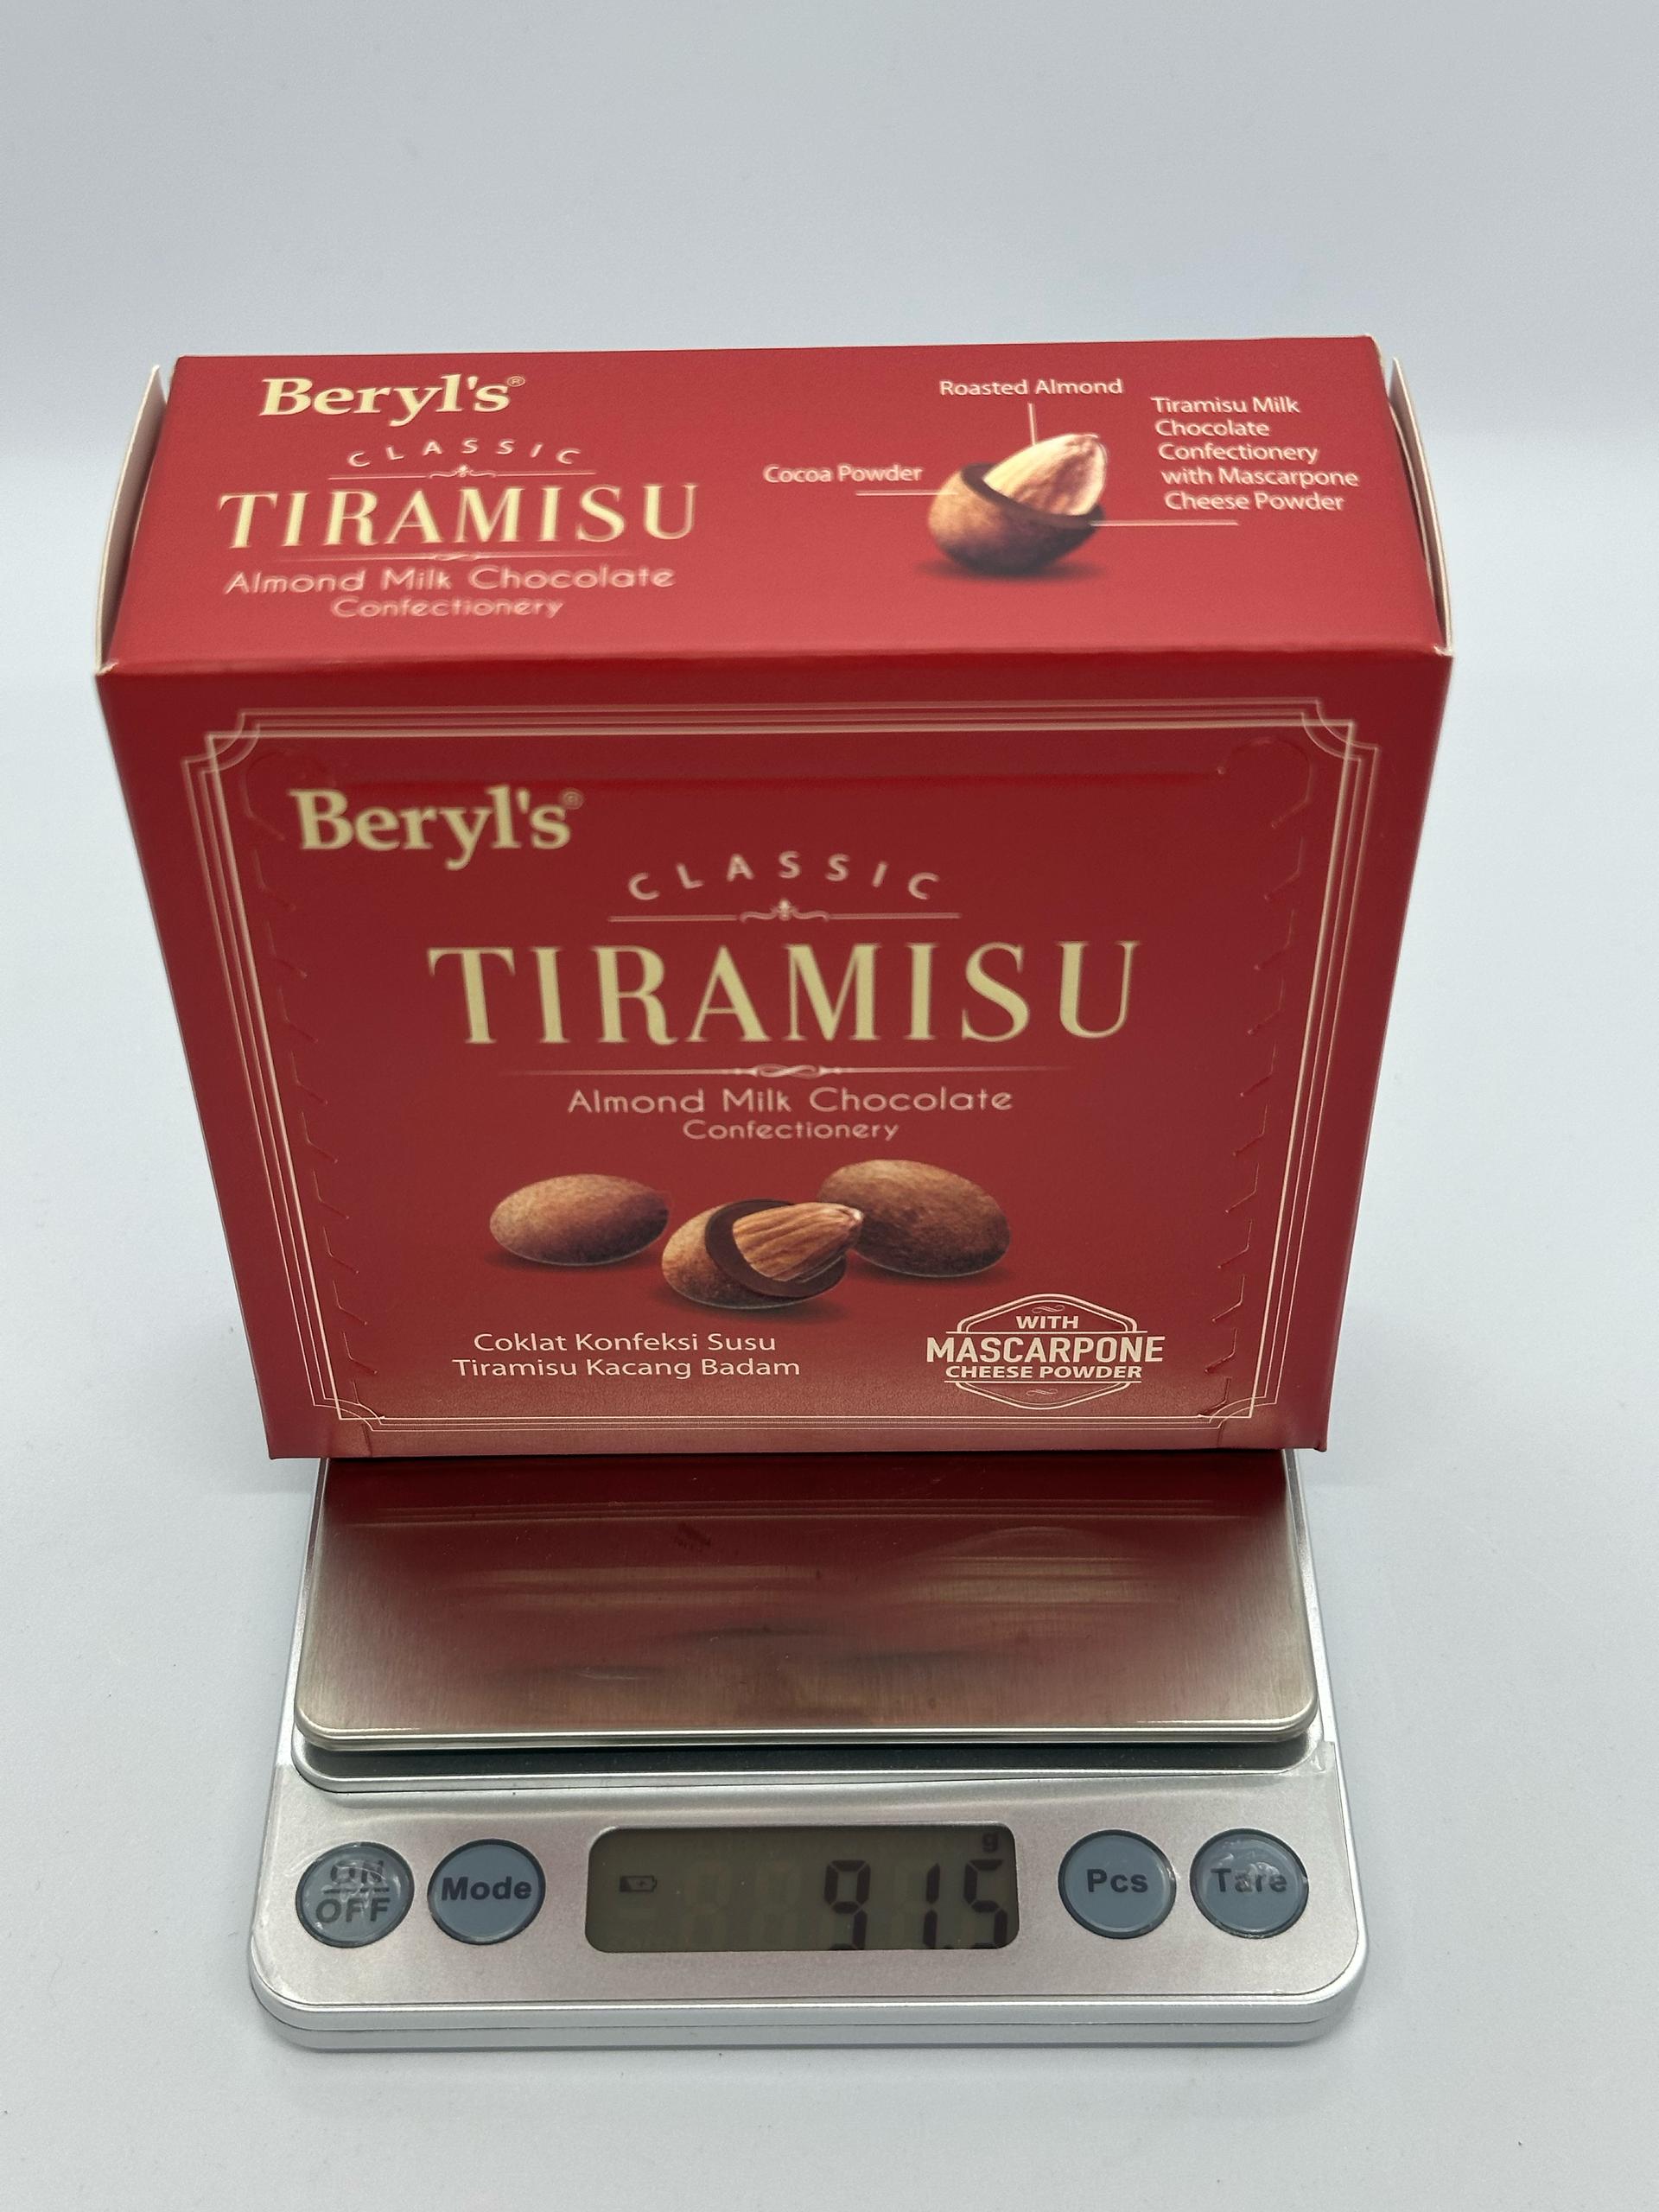 Beryl's®
CLASSIC
TIRAMISU
Almond Milk Chocolate
Confectionery
Roasted Almond
Cocoa Powder
Tiramisu Milk
Chocolate
Confectionery
with Mascarpone
Cheese Powder
Beryl's®
CLASSIC
TIRAMISU
Almond Milk Chocolate
Confectionery
Coklat Konfeksi Susu
Tiramisu Kacang Badam
WITH
MASCARPONE
CHEESE POWDER
ON
OFF
Mode
g
91.5
Pcs
Tare